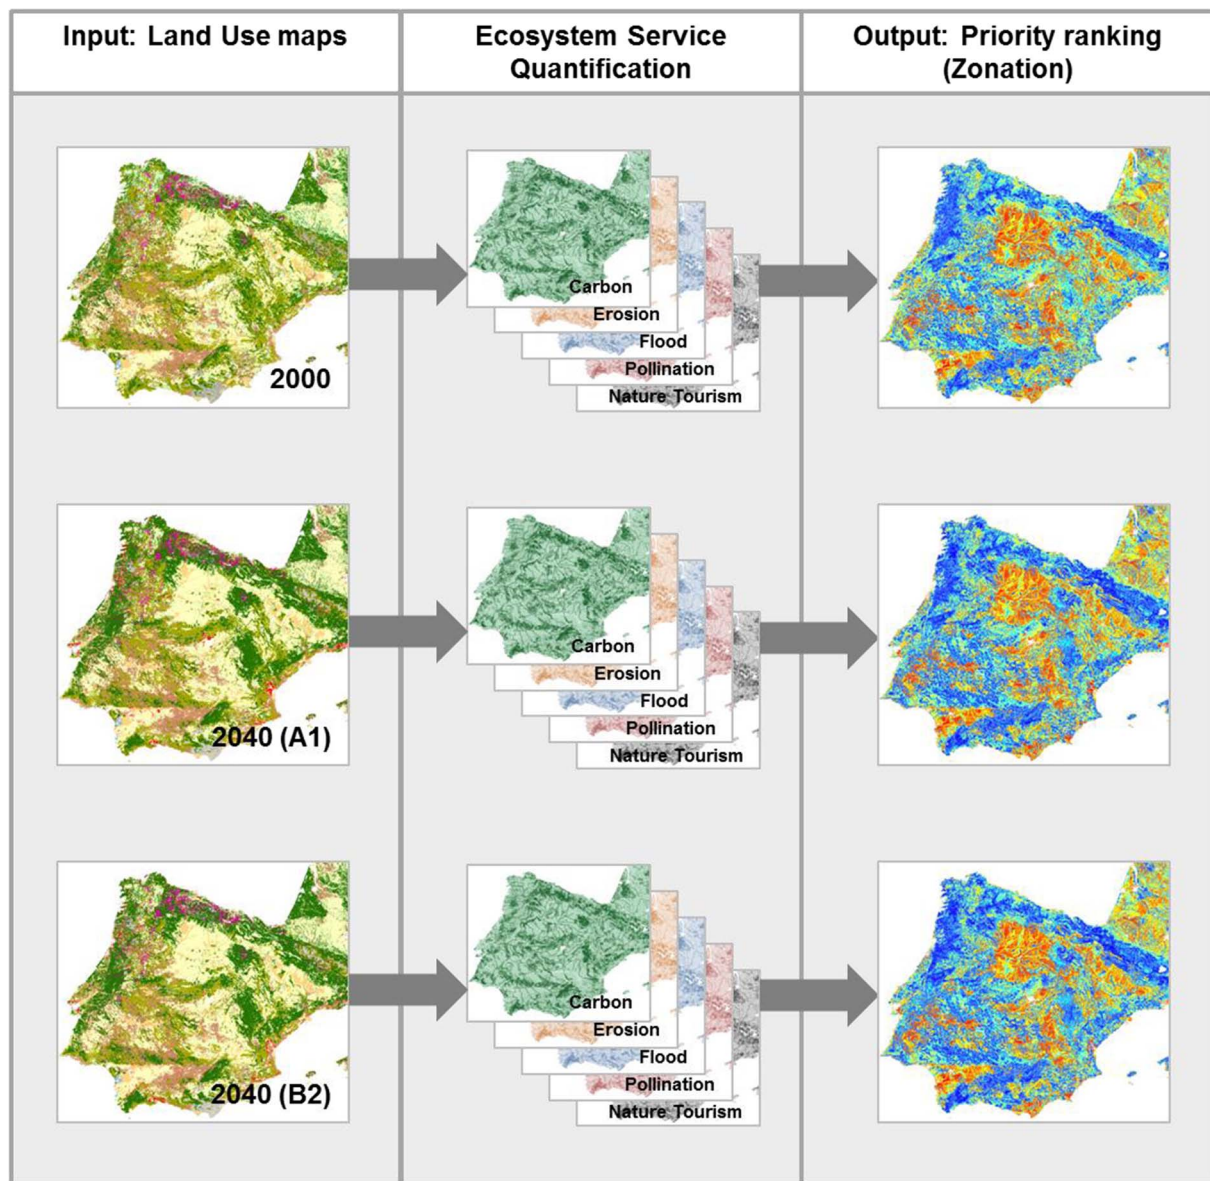 Input: Land Use maps
Ecosystem Service
Quantification
Output: Priority ranking
(Zonation)
2000
Carbon
Erosion
Flood
Pollination
Nature Tourism
2040 (A1)
Carbon
Erosion
Flood
Pollination
Nature Tourism
2040 (B2)
Carbon
Erosion
Flood
Pollination
Nature Tourism